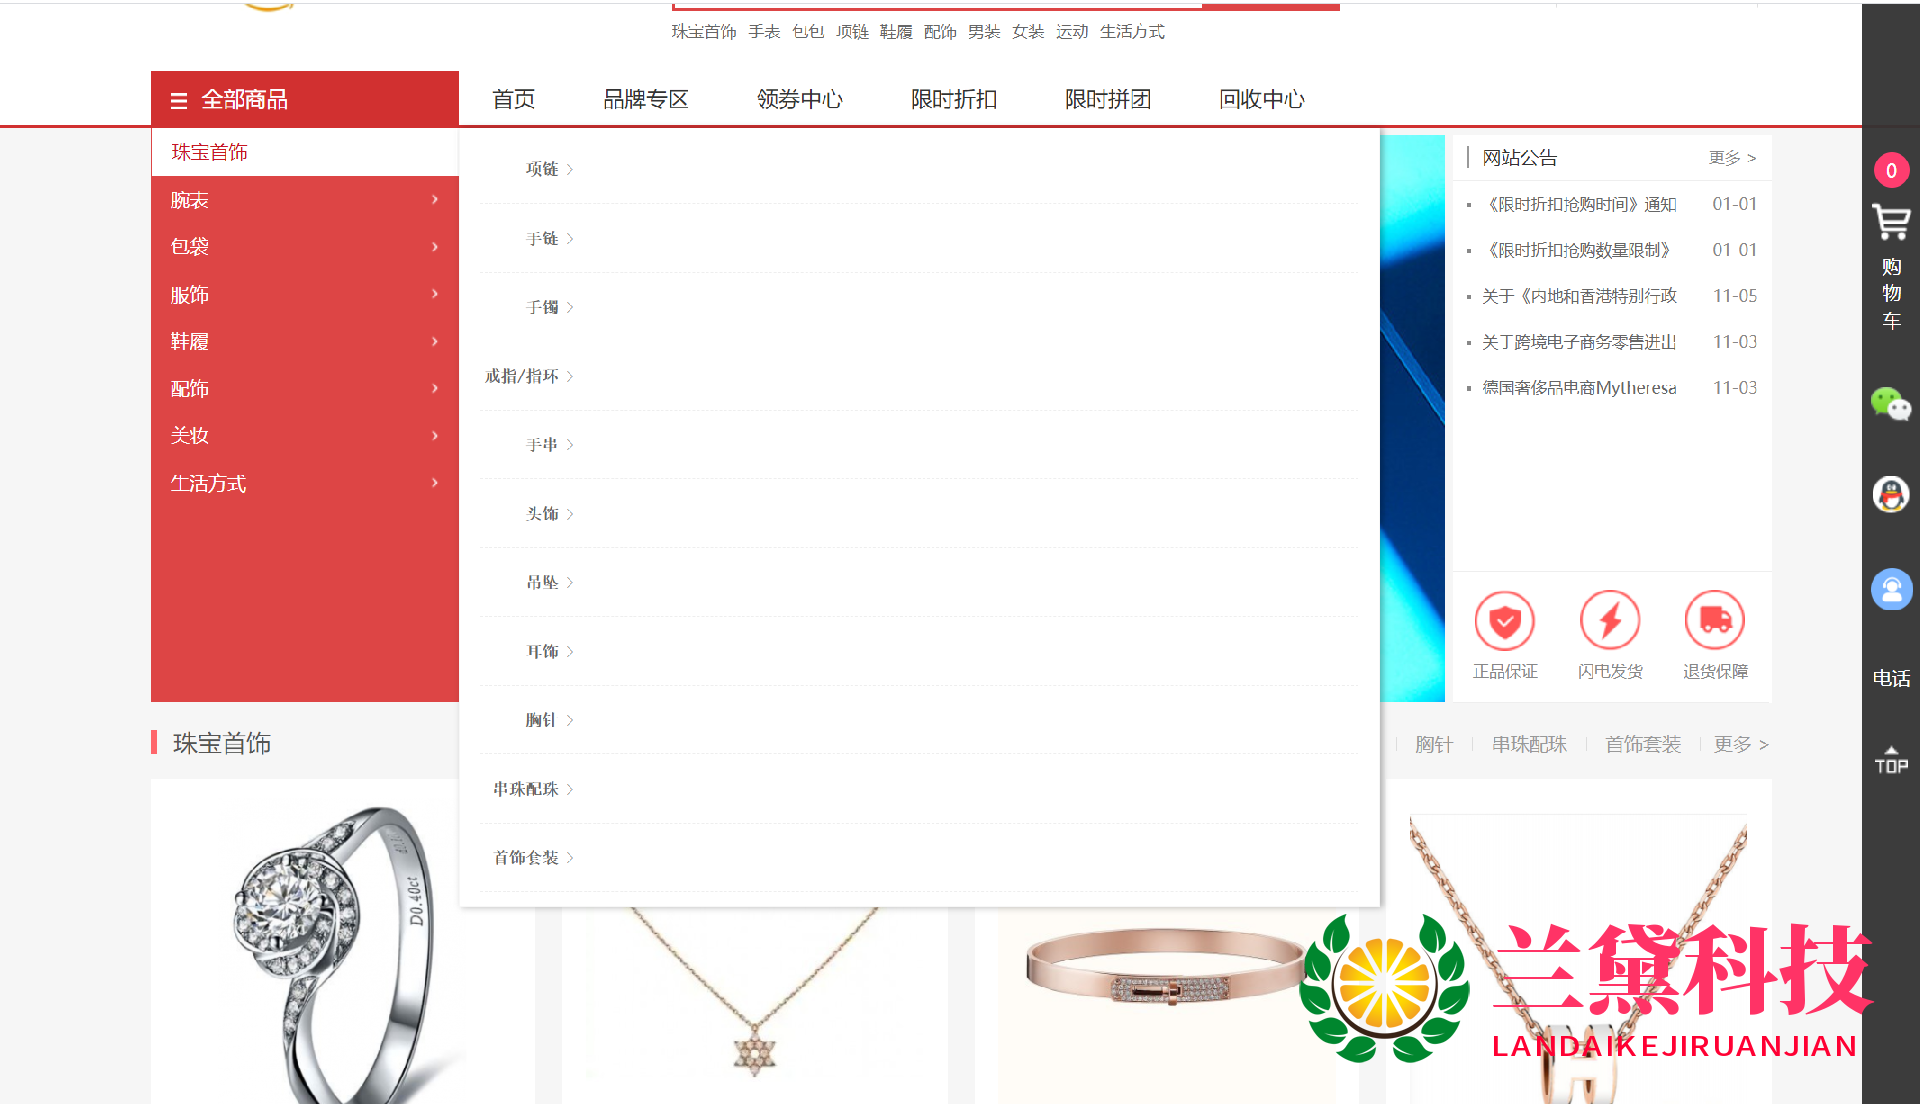 珠宝首饰 手表 包包 项链 鞋履 配饰 男装 女装 运动 生活方式
全部商品 首页 品牌专区 领券中心 限时折扣 限时拼团 回收中心
珠宝首饰
腕表
包袋
服饰
鞋履
配饰
美妆
生活方式
项链
手链
手镯
戒指/指环
手串
头饰
吊坠
耳饰
胸针
串珠配珠
首饰套装
网站公告 更多 >
《限时折扣抢购时间》通知 01-01
《限时折扣抢购数量限制》 01-01
关于《内地和香港特别行政 11-05
关于跨境电子商务零售进出 11-03
德国奢侈品电商Mytheresa 11-03
正品保证 闪电发货 退货保障
0
购
物
车
电话
TOP
珠宝首饰 胸针 串珠配珠 首饰套装 更多 >
D0.40ct
H
兰黛科技
LANDAIKEJIRUANJIAN